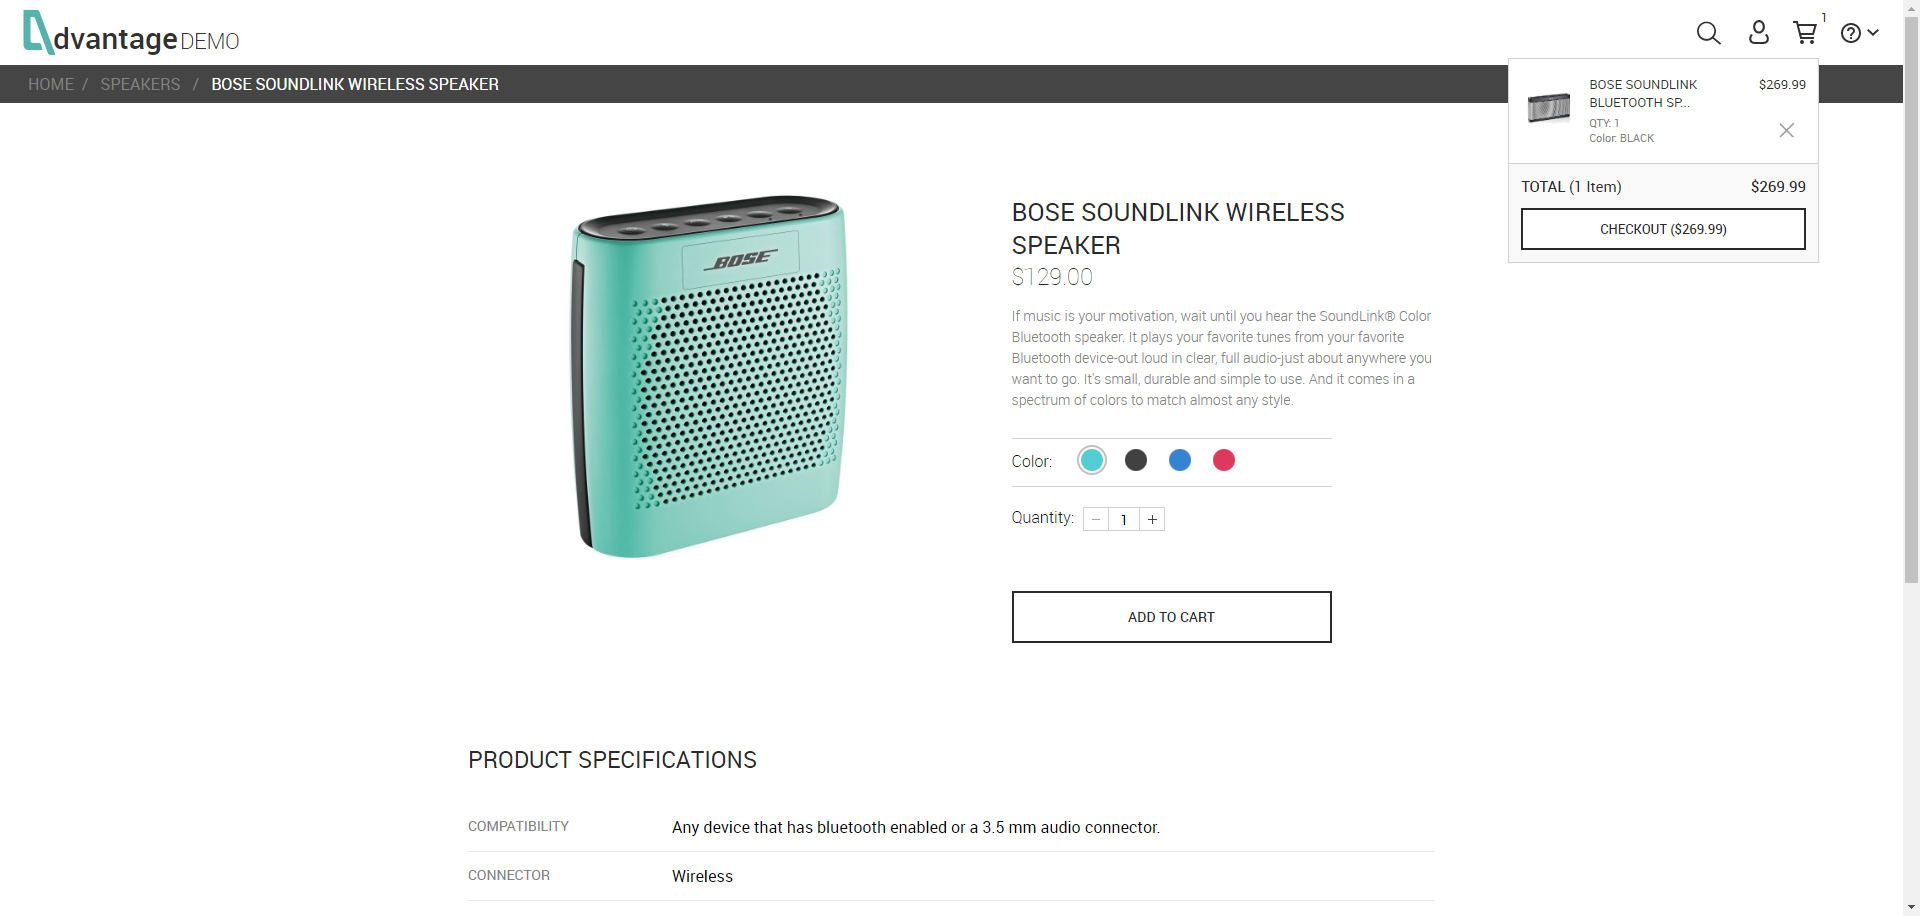 dvantage DEMO
1
HOME / SPEAKERS / BOSE SOUNDLINK WIRELESS SPEAKER
BOSE SOUNDLINK $269.99
BLUETOOTH SP...
QTY: 1
Color: BLACK
TOTAL (1 Item) $269.99
CHECKOUT ($269.99)
BOSE
BOSE SOUNDLINK WIRELESS
SPEAKER
$129.00
If music is your motivation, wait until you hear the SoundLink® Color
Bluetooth speaker. It plays your favorite tunes from your favorite
Bluetooth device-out loud in clear, full audio-just about anywhere you
want to go. It's small, durable and simple to use. And it comes in a
spectrum of colors to match almost any style.
Color:
Quantity: − 1 +
ADD TO CART
PRODUCT SPECIFICATIONS
COMPATIBILITY Any device that has bluetooth enabled or a 3.5 mm audio connector.
CONNECTOR Wireless